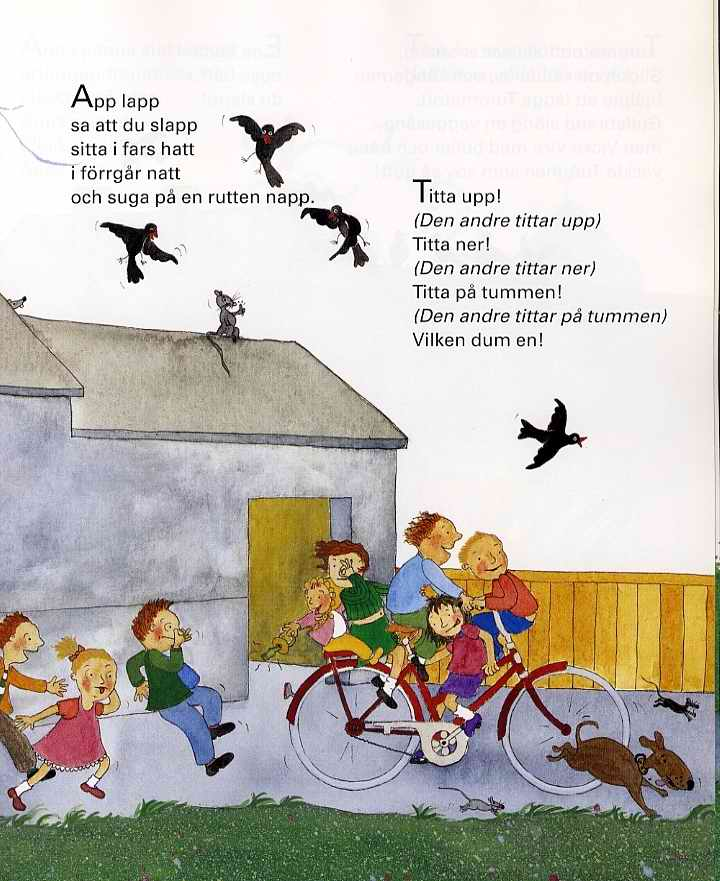 App lapp
sa att du slapp
sitta i fars hatt
i förrgår natt
och suga på en rutten napp.
Titta upp!
(Den andre tittar upp)
Titta ner!
(Den andre tittar ner)
Titta på tummen!
(Den andre tittar på tummen)
Vilken dum en!